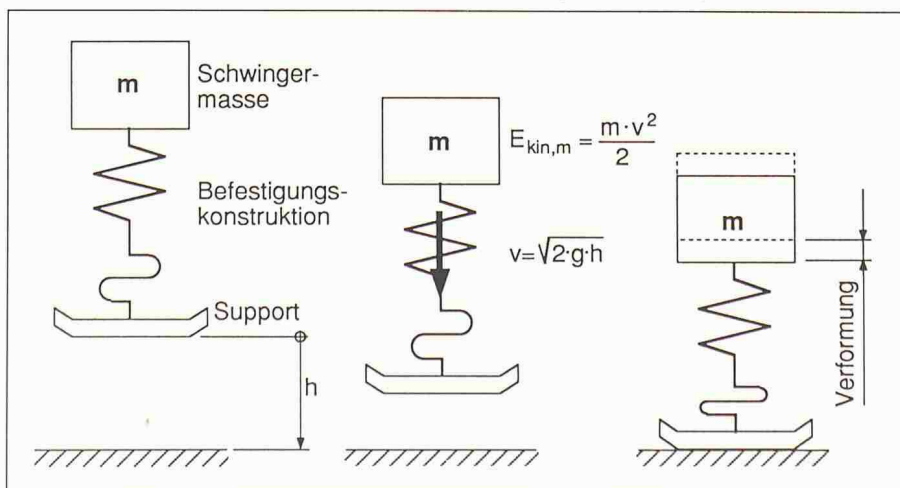 m
Schwinger-
masse
Befestigungs-
konstruktion
Support
h
m
E_kin,m = m·v²/2
v=√2·g·h
m
Verformung